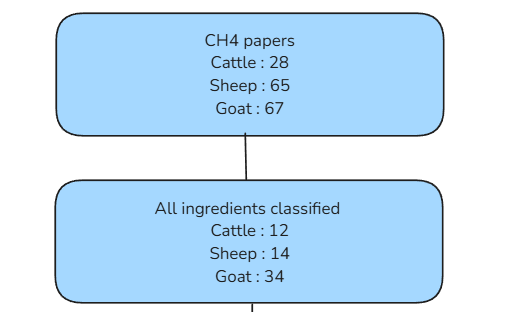 CH4 papers
Cattle : 28
Sheep : 65
Goat : 67
All ingredients classified
Cattle : 12
Sheep : 14
Goat : 34